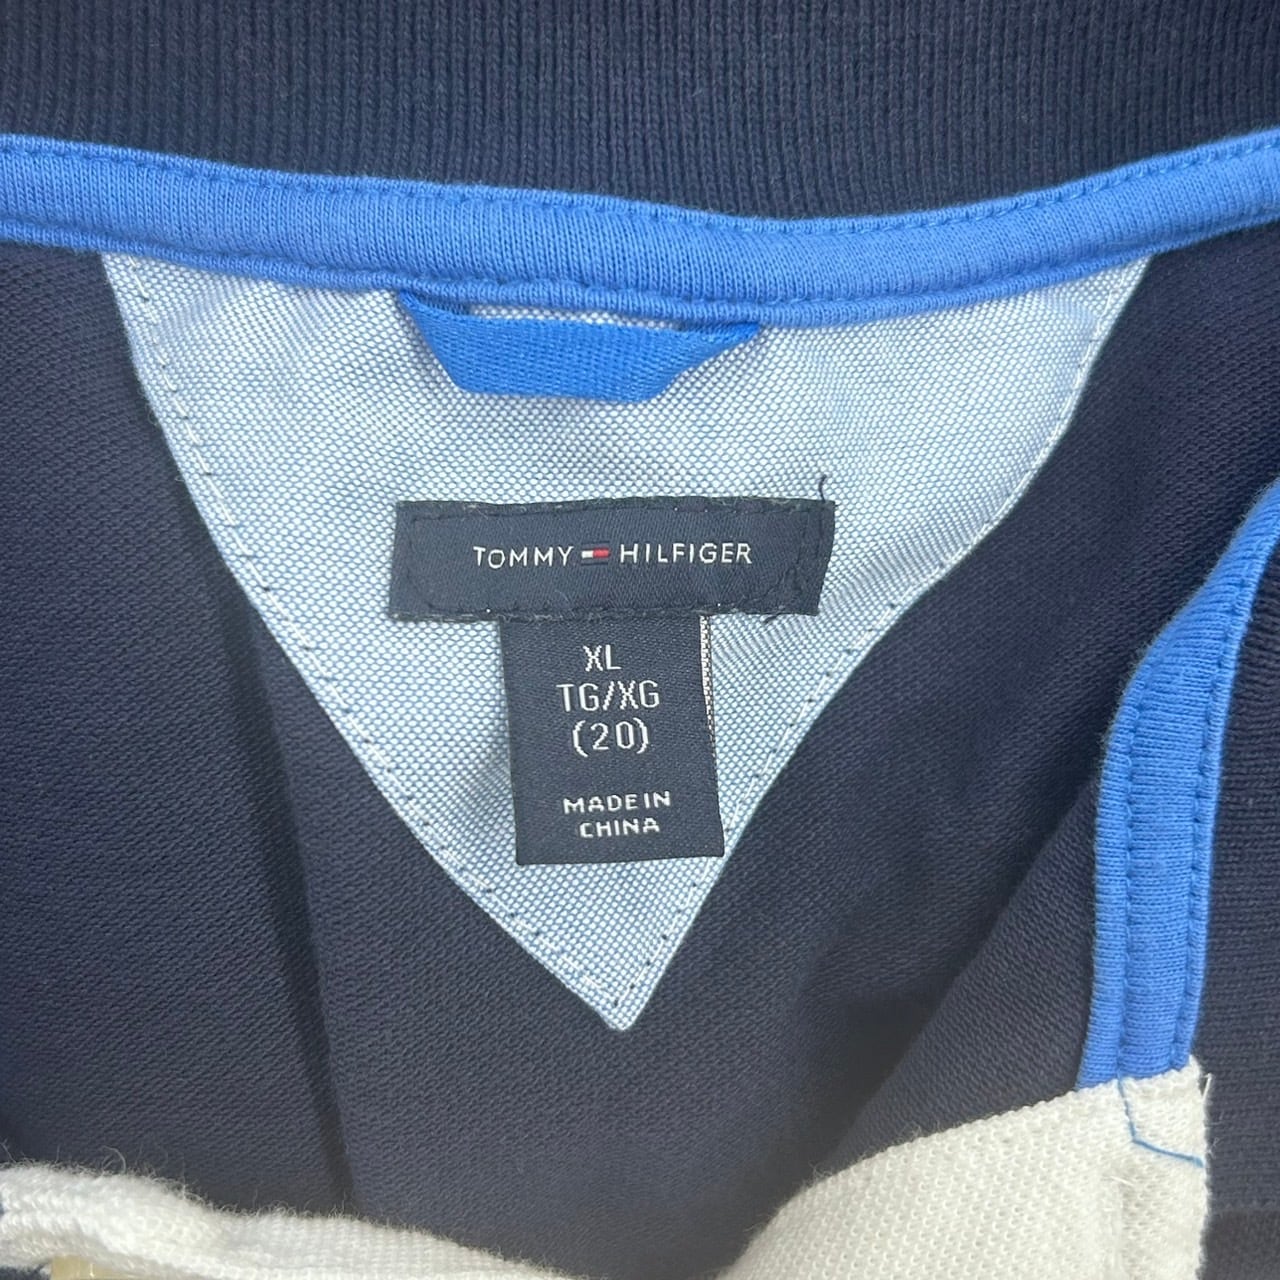 TOMMY HILFIGER
XL
TG/XG
(20)
MADE IN
CHINA